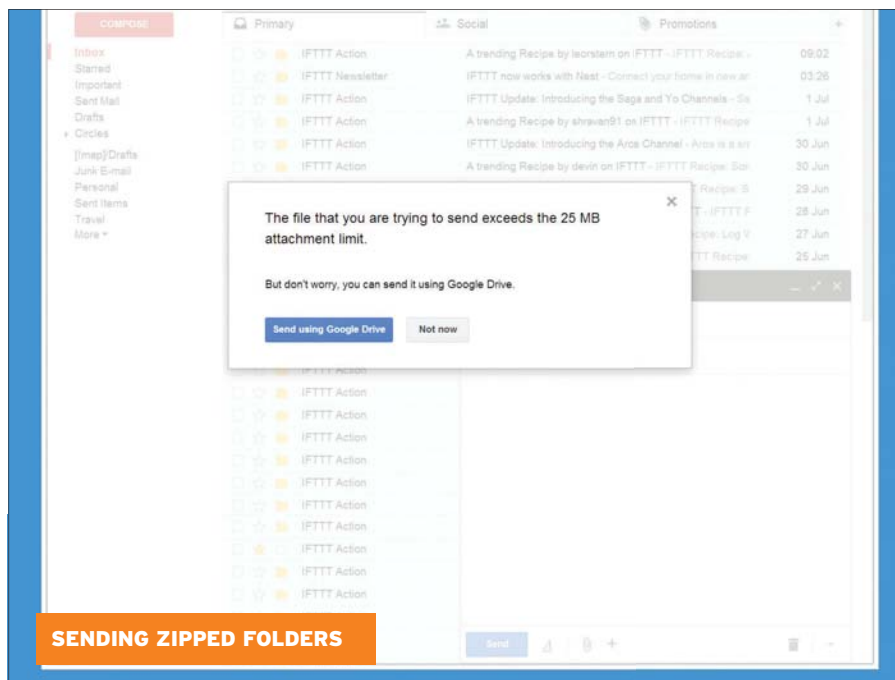 COMPOSE
Primary
Social
Promotions
+
Inbox
Starred
Important
Sent Mail
Drafts
Circles
[Imap]/Drafts
Junk E-mail
Personal
Sent Items
Travel
More
IFTTT Action A trending Recipe by leorstern on IFTTT - IFTTT Recipe: 09:02
IFTTT Newsletter IFTTT now works with Nest - Connect your home in new 03:26
IFTTT Action IFTTT Update: Introducing the Saga and Yo Channels - 1 Jul
IFTTT Action A trending Recipe by shravan91 on IFTTT - IFTTT Recipe 1 Jul
IFTTT Action IFTTT Update: Introducing the Aros Channel - Aros is a 30 Jun
IFTTT Action A trending Recipe by devin on IFTTT - IFTTT Recipe: 30 Jun
Recipe: 29 Jun
IFTTT 28 Jun
Log 27 Jun
Recipe 25 Jun
The file that you are trying to send exceeds the 25 MB
attachment limit.
But don't worry, you can send it using Google Drive.
Send using Google Drive
Not now
IFTTT Action
IFTTT Action
IFTTT Action
IFTTT Action
IFTTT Action
IFTTT Action
IFTTT Action
IFTTT Action
IFTTT Action
IFTTT Action
IFTTT Action
SENDING ZIPPED FOLDERS
Send